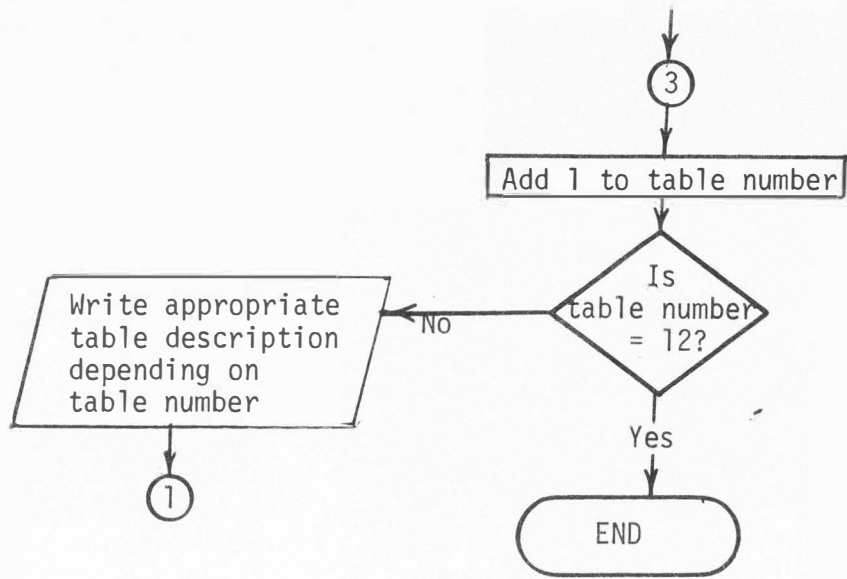 3
Add 1 to table number
Is
table number
= 12?
No
Write appropriate
table description
depending on
table number
1
Yes
END